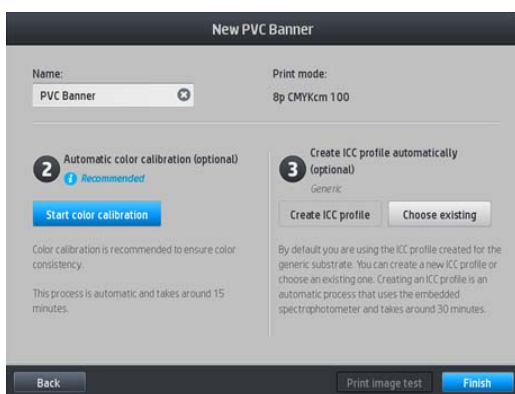 New PVC Banner
Name:
PVC Banner
Print mode:
8p CMYKcm 100
2
Automatic color calibration (optional)
i Recommended
Start color calibration
Color calibration is recommended to ensure color
consistency.
This process is automatic and takes around 15
minutes.
3
Create ICC profile automatically
(optional)
Generic
Create ICC profile
Choose existing
By default you are using the ICC profile created for the
generic substrate. You can create a new ICC profile or
choose an existing one. Creating an ICC profile is an
automatic process that uses the embedded
spectrophotometer and takes around 30 minutes.
Back
Print image test
Finish